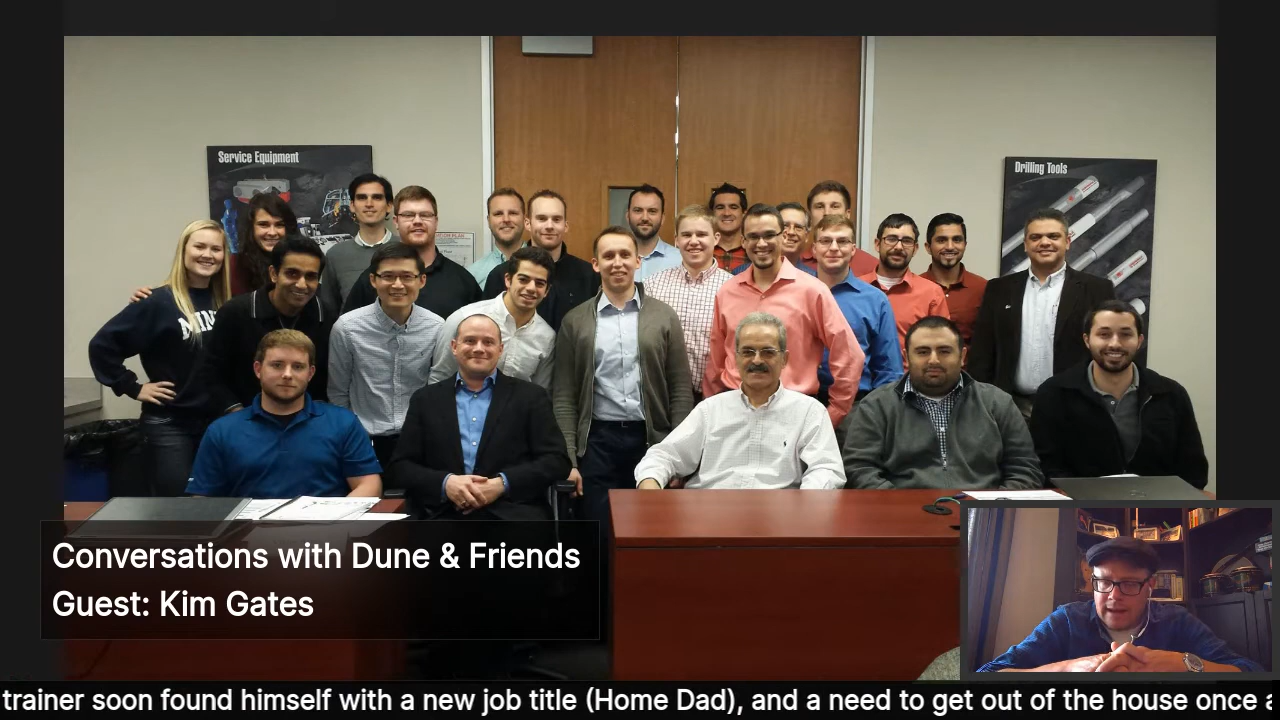 Service Equipment
Drilling Tools
MIN
Conversations with Dune & Friends
Guest: Kim Gates
trainer soon found himself with a new job title (Home Dad), and a need to get out of the house once a